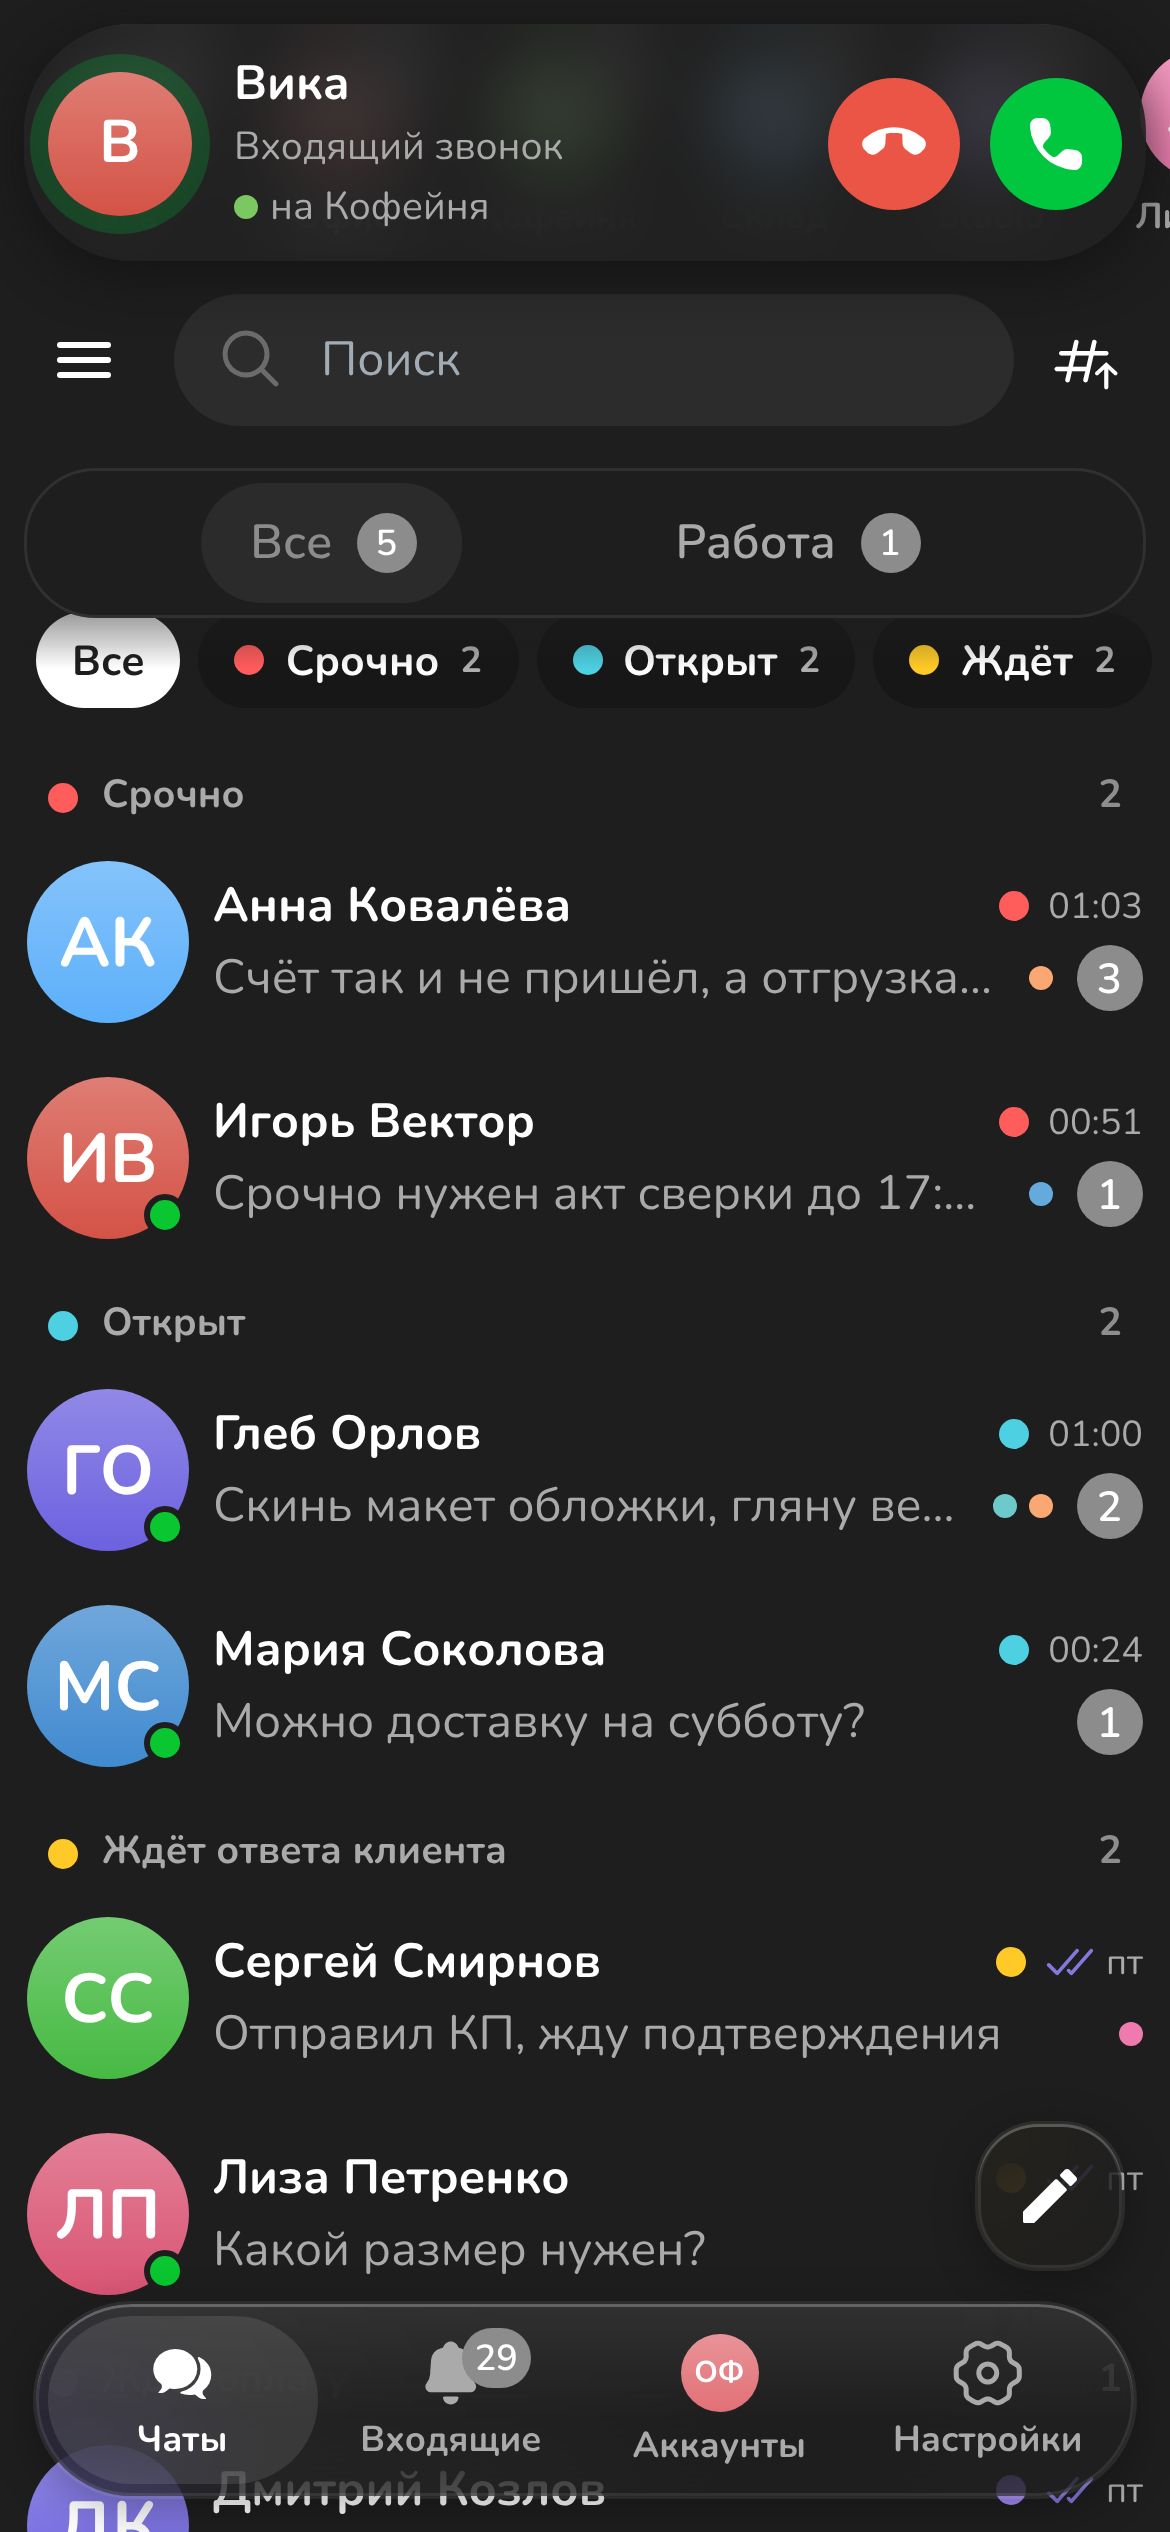 В
Вика
Входящий звонок
на Кофейня
Ли
Поиск
Все 5
Работа 1
Все
Срочно 2
Открыт 2
Ждёт 2
Срочно 2
АК
Анна Ковалёва 01:03
Счёт так и не пришёл, а отгрузка... 3
ИВ
Игорь Вектор 00:51
Срочно нужен акт сверки до 17:... 1
Открыт 2
ГО
Глеб Орлов 01:00
Скинь макет обложки, гляну ве... 2
МС
Мария Соколова 00:24
Можно доставку на субботу? 1
Ждёт ответа клиента 2
СС
Сергей Смирнов пт
Отправил КП, жду подтверждения
ЛП
Лиза Петренко пт
Какой размер нужен?
1
29
ОФ
Чаты
Входящие
Аккаунты
Настройки
ДК
Дмитрий Козлов пт